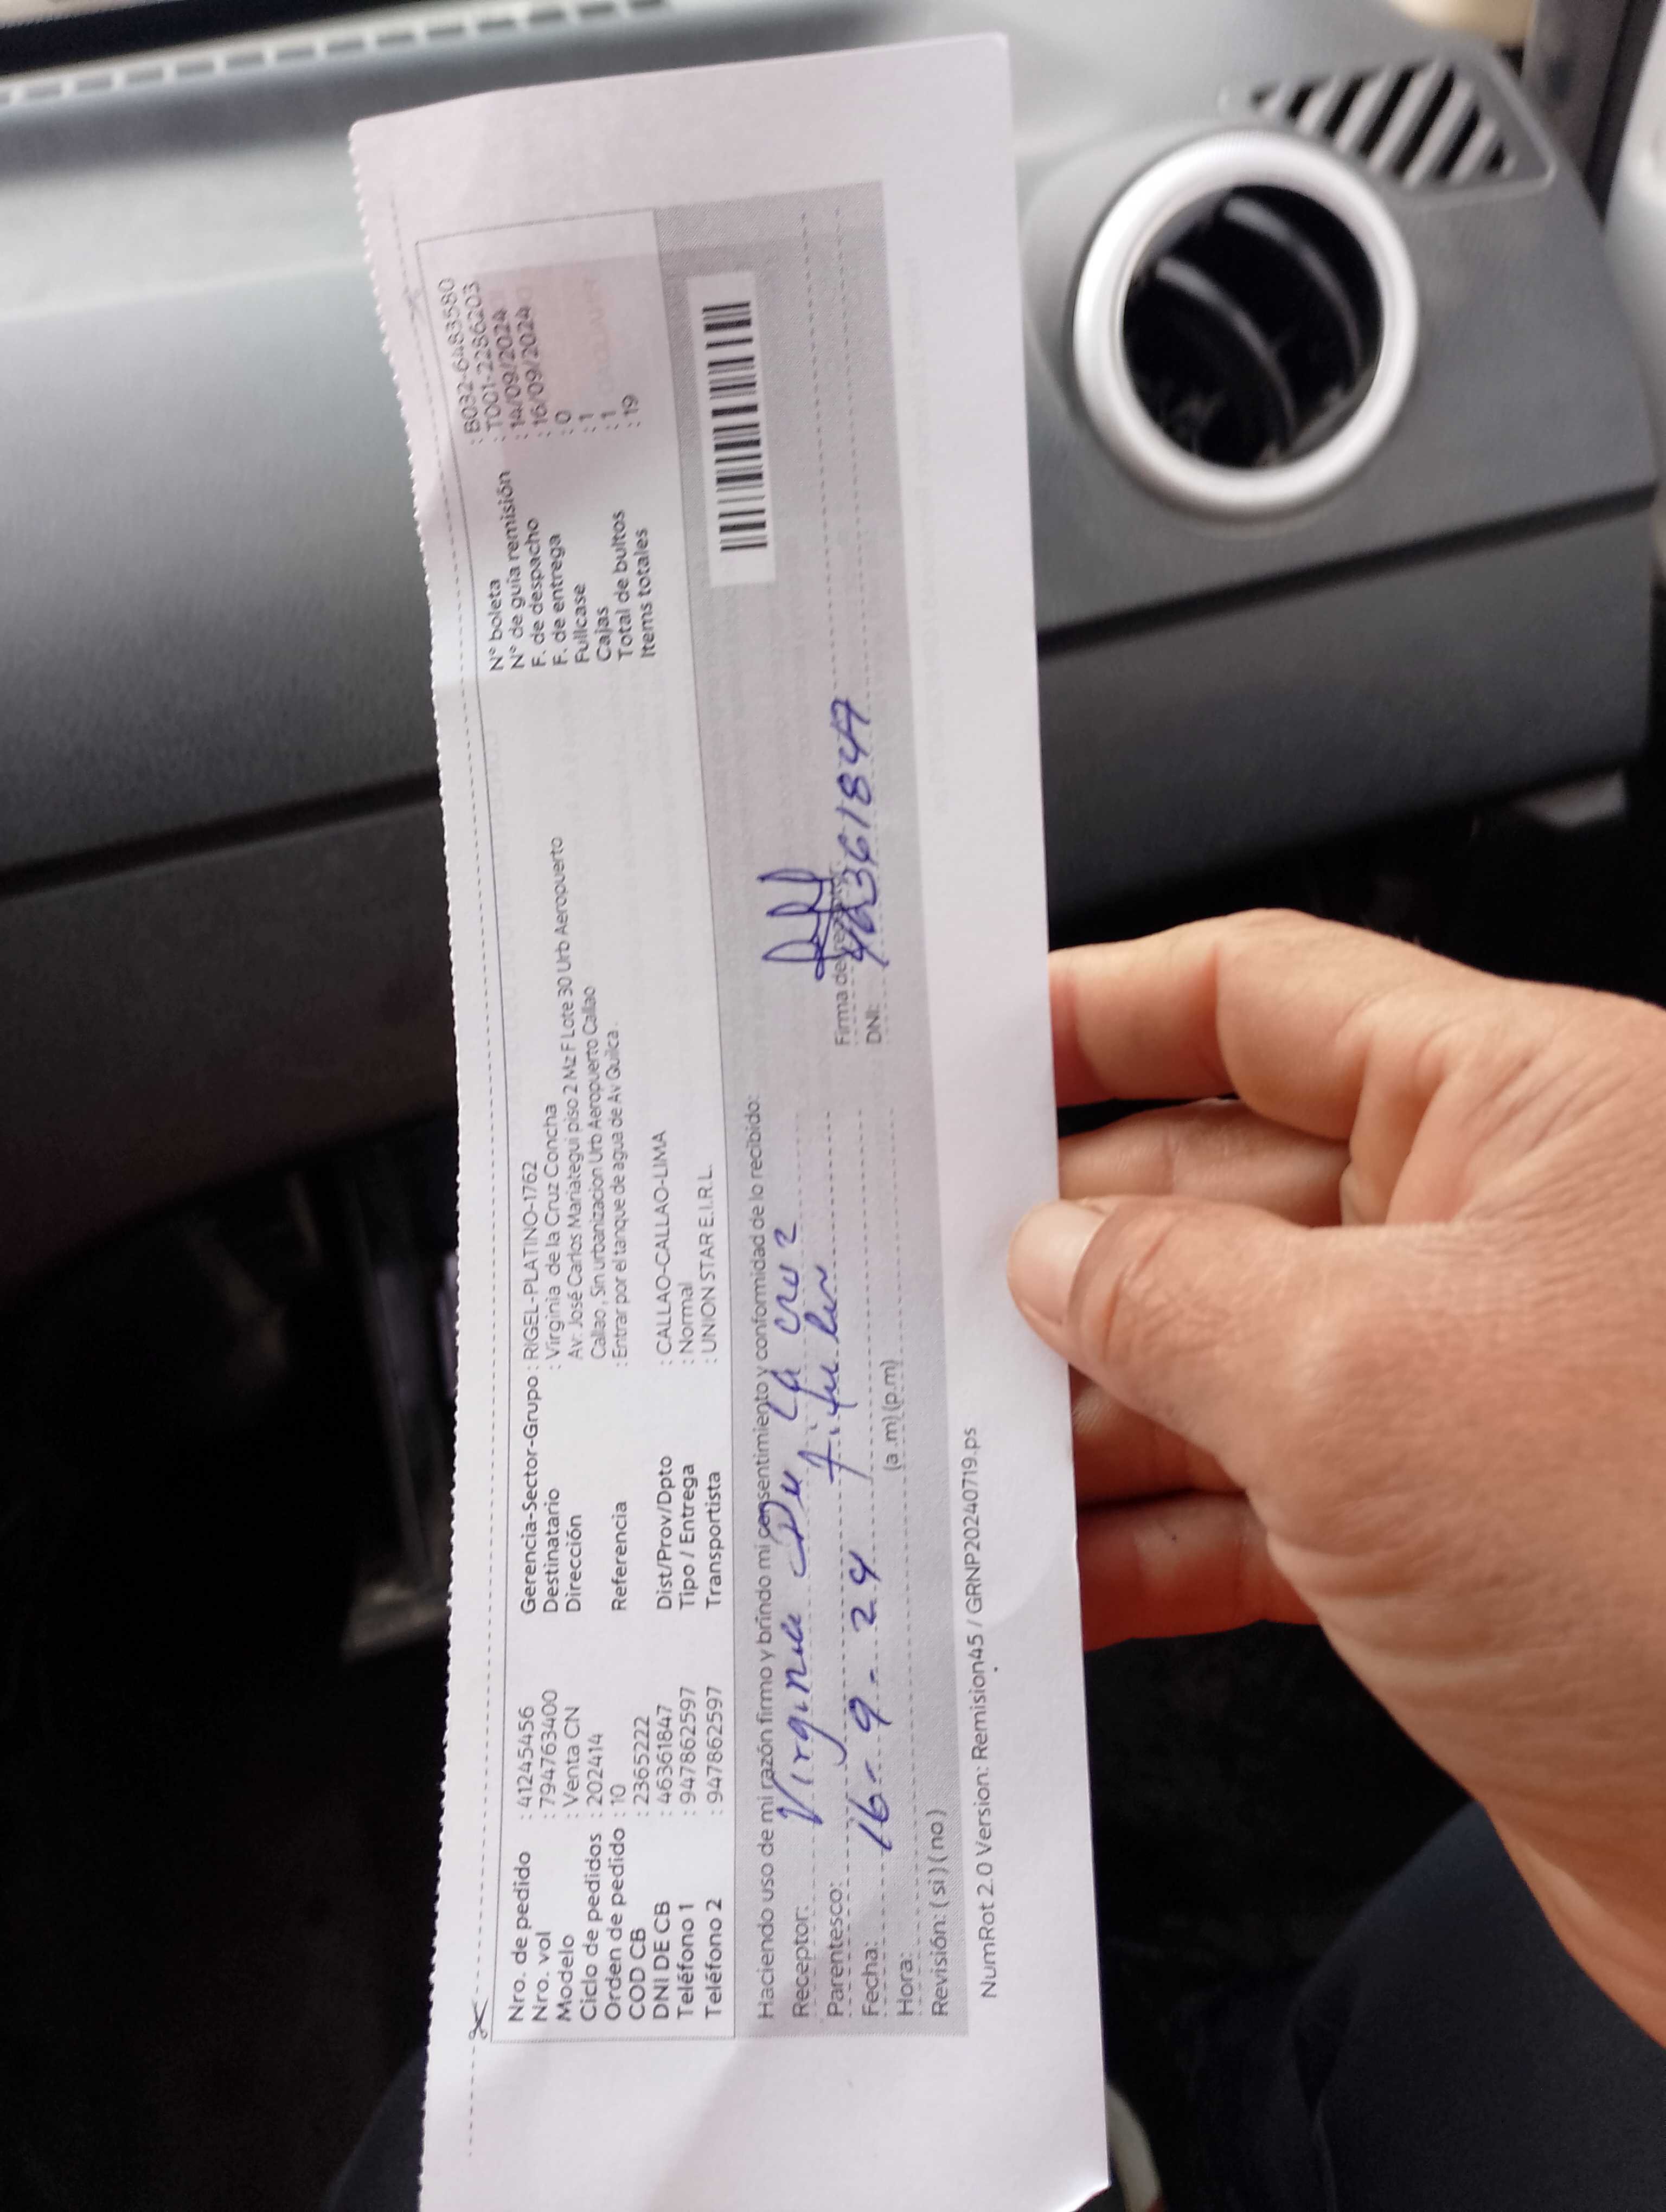 Nro. de pedido : 41245456
Nro. vol : 794763400
Modelo : Venta CN
Ciclo de pedidos : 202414
Orden de pedido : 10
COD CB : 2365222
DNI DE CB : 46361847
Teléfono 1 : 947862597
Teléfono 2 : 947862597
Gerencia-Sector-Grupo : RIGEL-PLATINO-1762
Destinatario : Virginia de la Cruz Concha
Dirección Av. José Carlos Mariategui piso 2 Mz F Lote 30 Urb Aeropuerto
Callao, Sin urbanizacion Urb Aeropuerto Callao
Referencia : Entrar por el tanque de agua de Av Quilca.
Dist/Prov/Dpto : CALLAO-CALLAO-LIMA
Tipo / Entrega : Normal
Transportista : UNION STAR E.I.R.L.
N° boleta : B032-6483580
N° de guía remisión : T001-2286203
F. de despacho : 14/09/2024
F. de entrega : 16/09/2024
Fullcase : 0
Cajas : 1
Total de bultos : 1
Items totales : 19
Haciendo uso de mi razón firmo y brindo mi consentimiento y conformidad de lo recibido:
Receptor: Virginia De La Cruz
Parentesco: Titular
Fecha: 16-9-24
Hora: (a.m) (p.m)
Revisión: ( si ) ( no )
Firma de
DNI: 46361847
NumRot 2.0 Version: Remision45 / GRNP20240719.ps